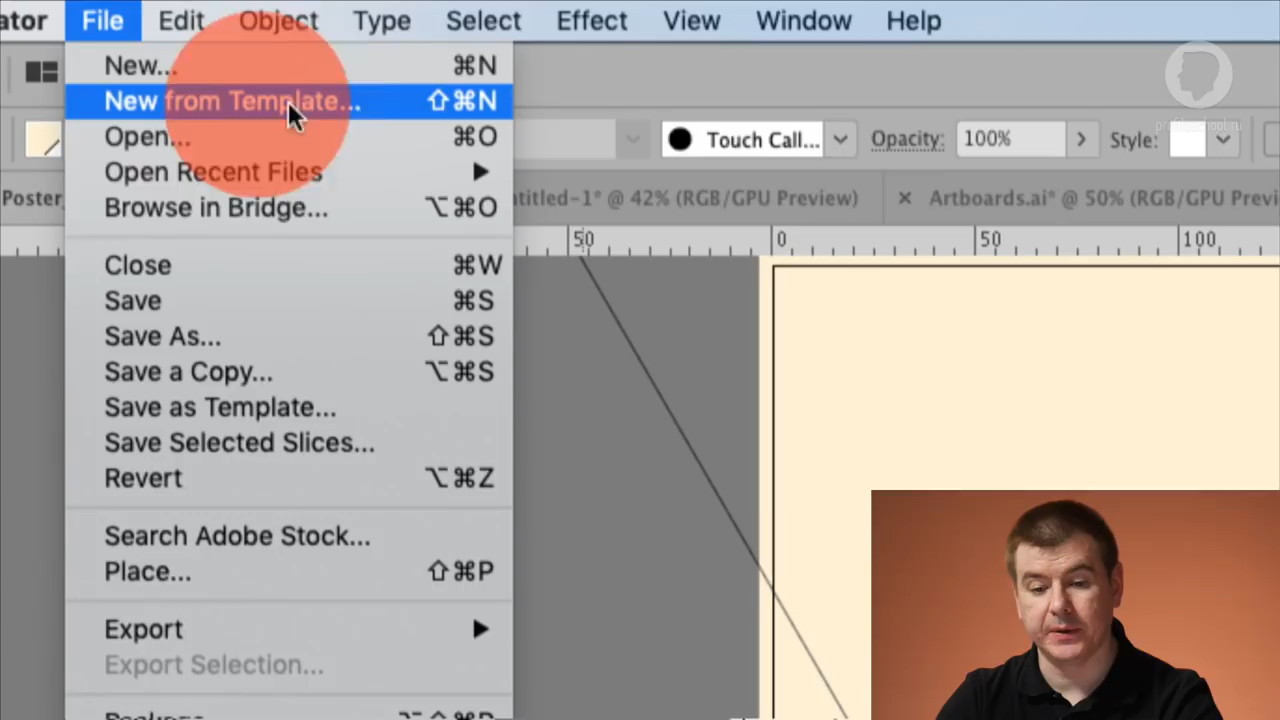 ator File Edit Object Type Select Effect View Window Help
New... ⌘N
New from Template... ⇧⌘N
Open... ⌘O
Open Recent Files
Browse in Bridge... ⌥⌘O
Close ⌘W
Save ⌘S
Save As... ⇧⌘S
Save a Copy... ⌥⌘S
Save as Template...
Save Selected Slices...
Revert ⌥⌘Z
Search Adobe Stock...
Place... ⇧⌘P
Export
Export Selection...
Touch Call... Opacity: 100% Style:
Poster
ntitled-1* @ 42% (RGB/GPU Preview) × Artboards.ai* @ 50% (RGB/GPU Previ
50 0 50 100